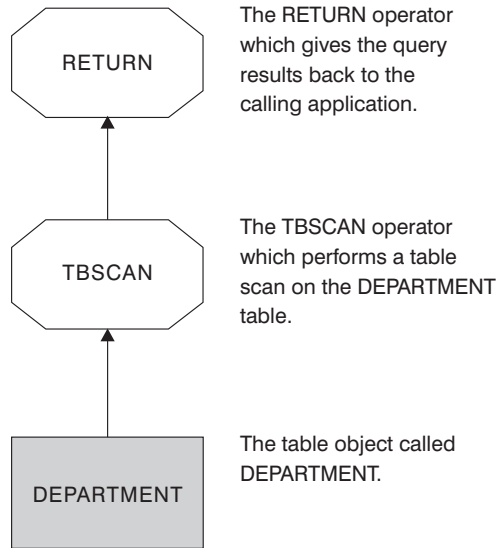 RETURN
The RETURN operator
which gives the query
results back to the
calling application.
TBSCAN
The TBSCAN operator
which performs a table
scan on the DEPARTMENT
table.
DEPARTMENT
The table object called
DEPARTMENT.